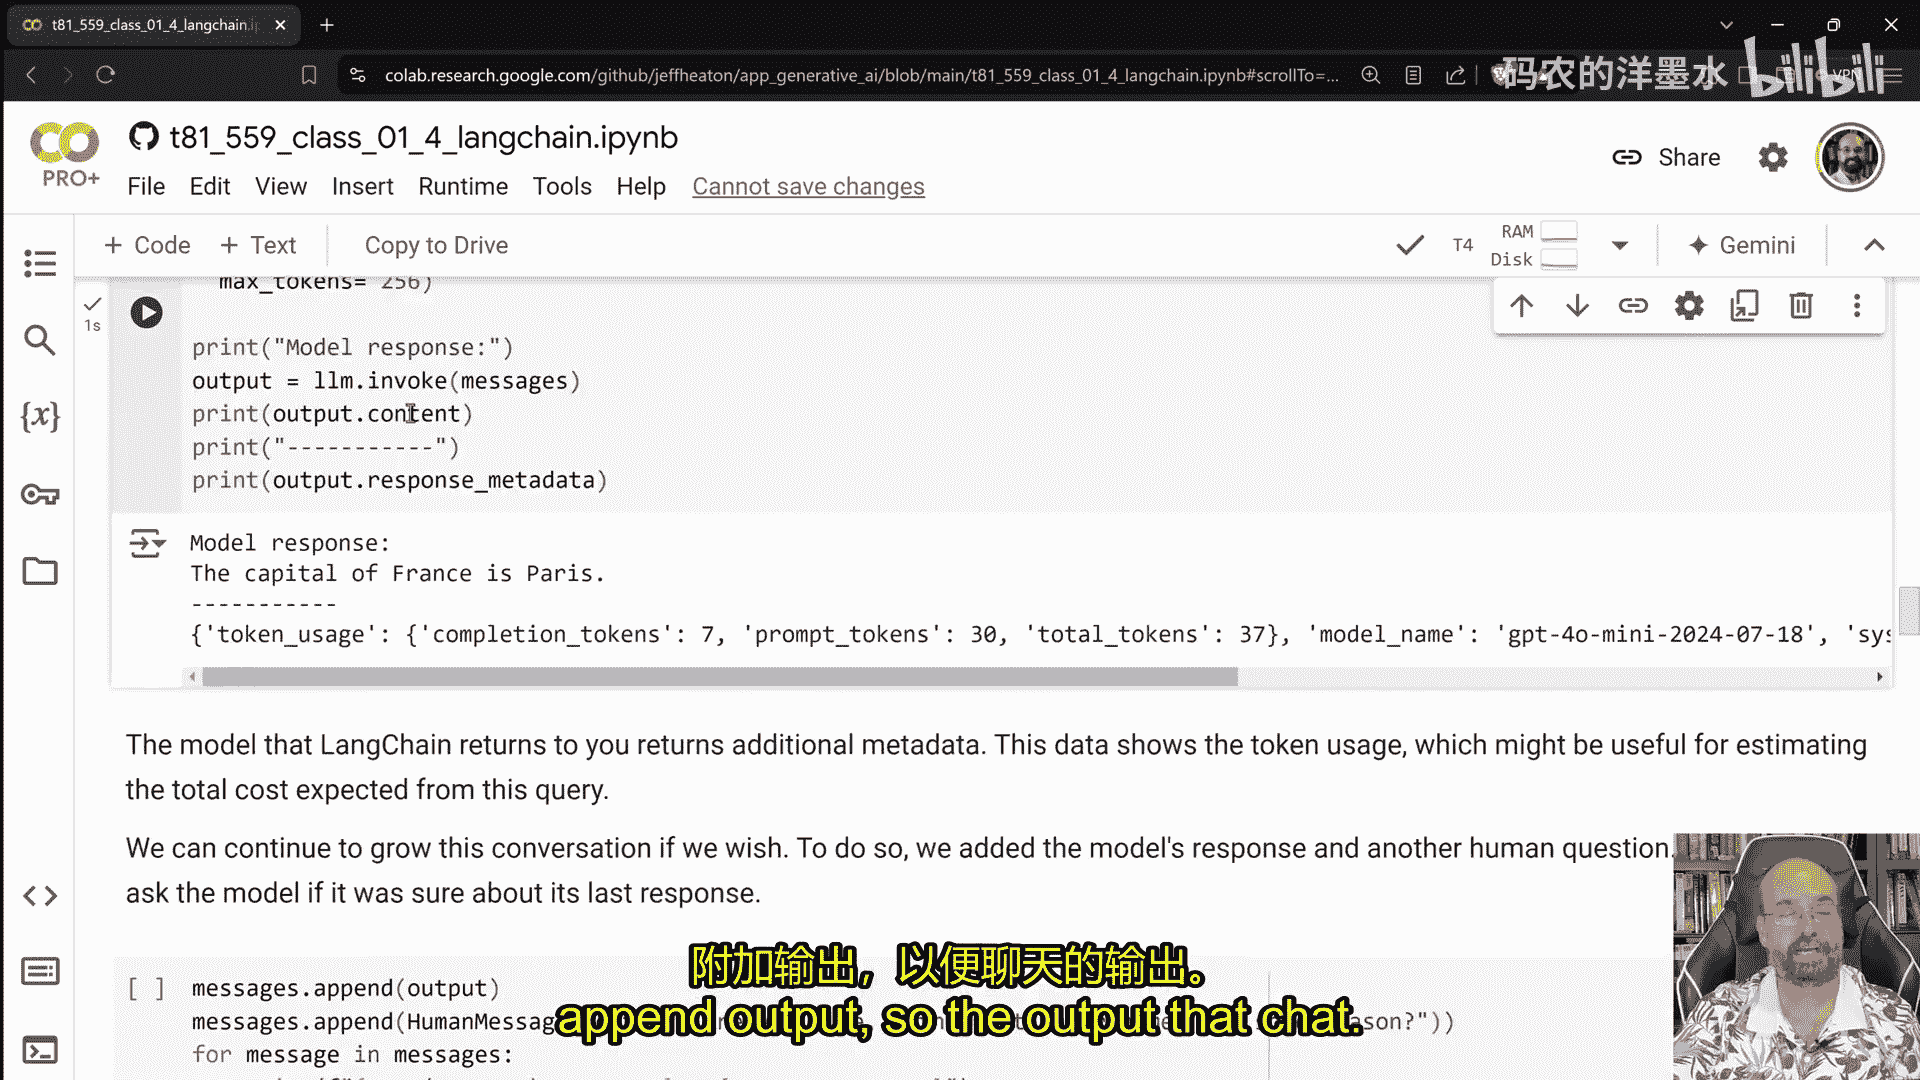 t81_559_class_01_4_langchain.i
colab.research.google.com/github/jeffheaton/app_generative_ai/blob/main/t81_559_class_01_4_langchain.ipynb#scrollTo=...
码农的洋墨水 bilibili
VPN
t81_559_class_01_4_langchain.ipynb
PRO+
File Edit View Insert Runtime Tools Help Cannot save changes
Share
+ Code + Text Copy to Drive
T4 RAM Disk Gemini
max_tokens= 256)
1s
print("Model response:")
output = llm.invoke(messages)
print(output.content)
print("-----------")
print(output.response_metadata)
Model response:
The capital of France is Paris.
-----------
{'token_usage': {'completion_tokens': 7, 'prompt_tokens': 30, 'total_tokens': 37}, 'model_name': 'gpt-4o-mini-2024-07-18', 'sys
The model that LangChain returns to you returns additional metadata. This data shows the token usage, which might be useful for estimating
the total cost expected from this query.
We can continue to grow this conversation if we wish. To do so, we added the model's response and another human question.
ask the model if it was sure about its last response.
[ ] messages.append(output)
messages.append(HumanMessag
ason?"))
for message in messages:
附加输出，以便聊天的输出。
append output, so the output that chat.